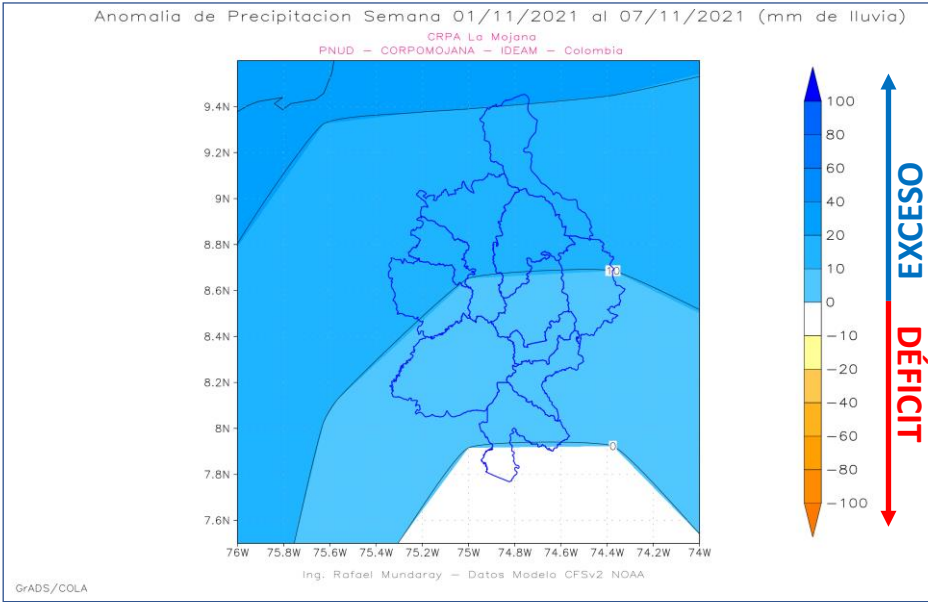 Anomalia de Precipitacion Semana 01/11/2021 al 07/11/2021 (mm de lluvia)
CRPA La Mojana
PNUD – CORPOMOJANA – IDEAM – Colombia
9.4N
9.2N
9N
8.8N
8.6N
8.4N
8.2N
8N
7.8N
7.6N
10
0
76W 75.8W 75.6W 75.4W 75.2W 75W 74.8W 74.6W 74.4W 74.2W 74W
100
80
60
40
20
10
0
−10
−20
−40
−60
−80
−100
EXCESO
DÉFICIT
Ing. Rafael Mundaray – Datos Modelo CFSv2 NOAA
GrADS/COLA